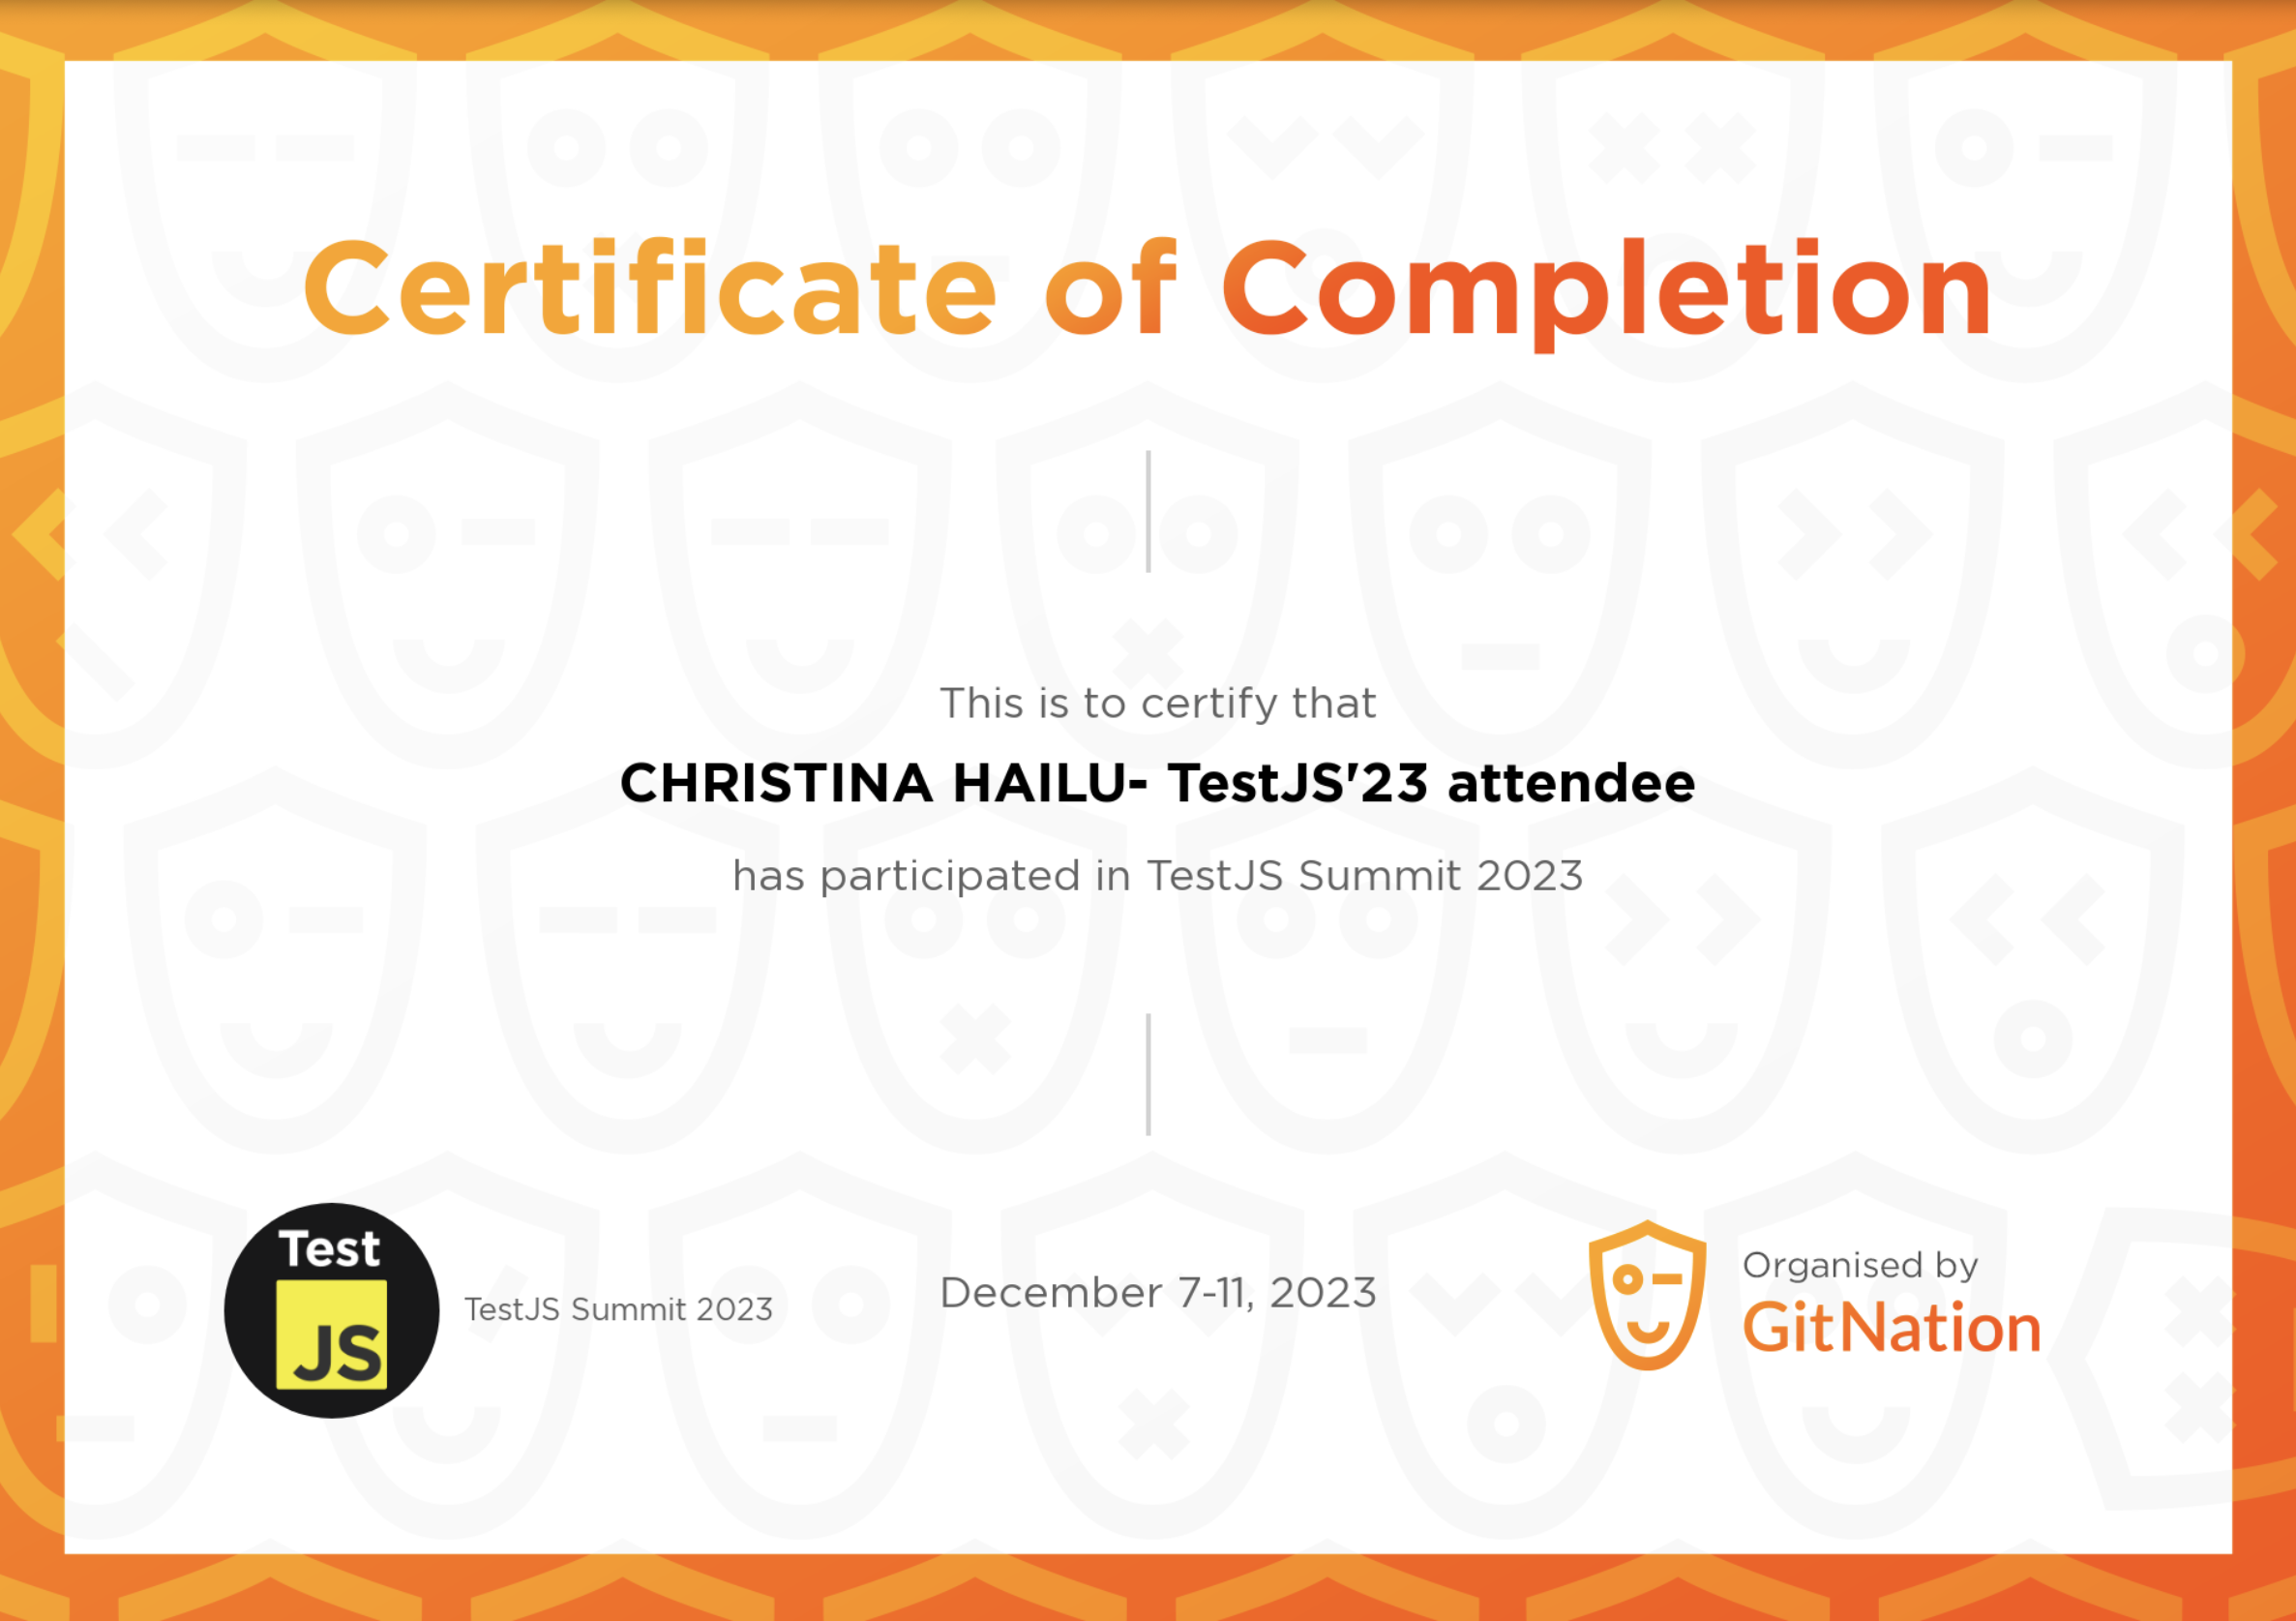 Certificate of Completion
This is to certify that
CHRISTINA HAILU- TestJS'23 attendee
has participated in TestJS Summit 2023
Test
JS
TestJS Summit 2023
December 7-11, 2023
Organised by
GitNation